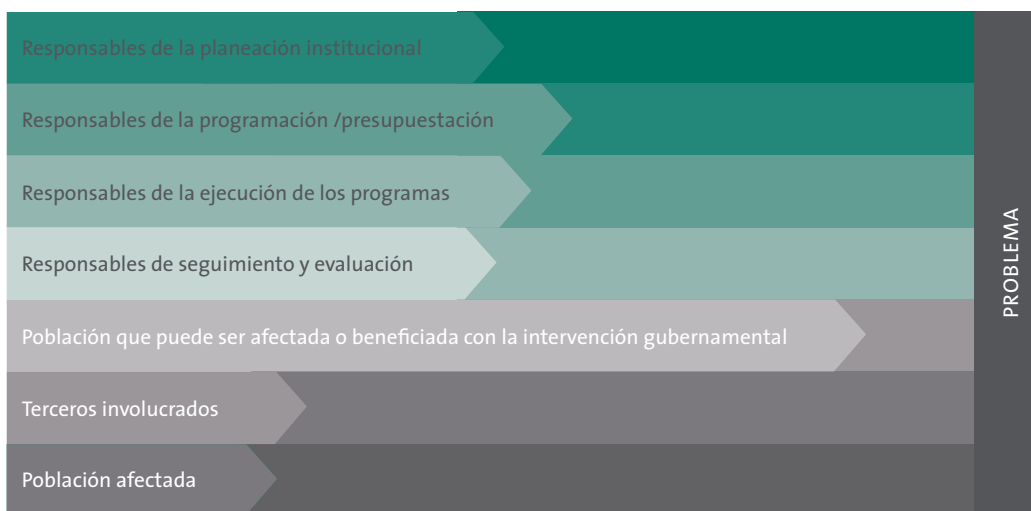 Responsables de la planeación institucional
Responsables de la programación /presupuestación
Responsables de la ejecución de los programas
Responsables de seguimiento y evaluación
Población que puede ser afectada o beneficiada con la intervención gubernamental
Terceros involucrados
Población afectada
PROBLEMA